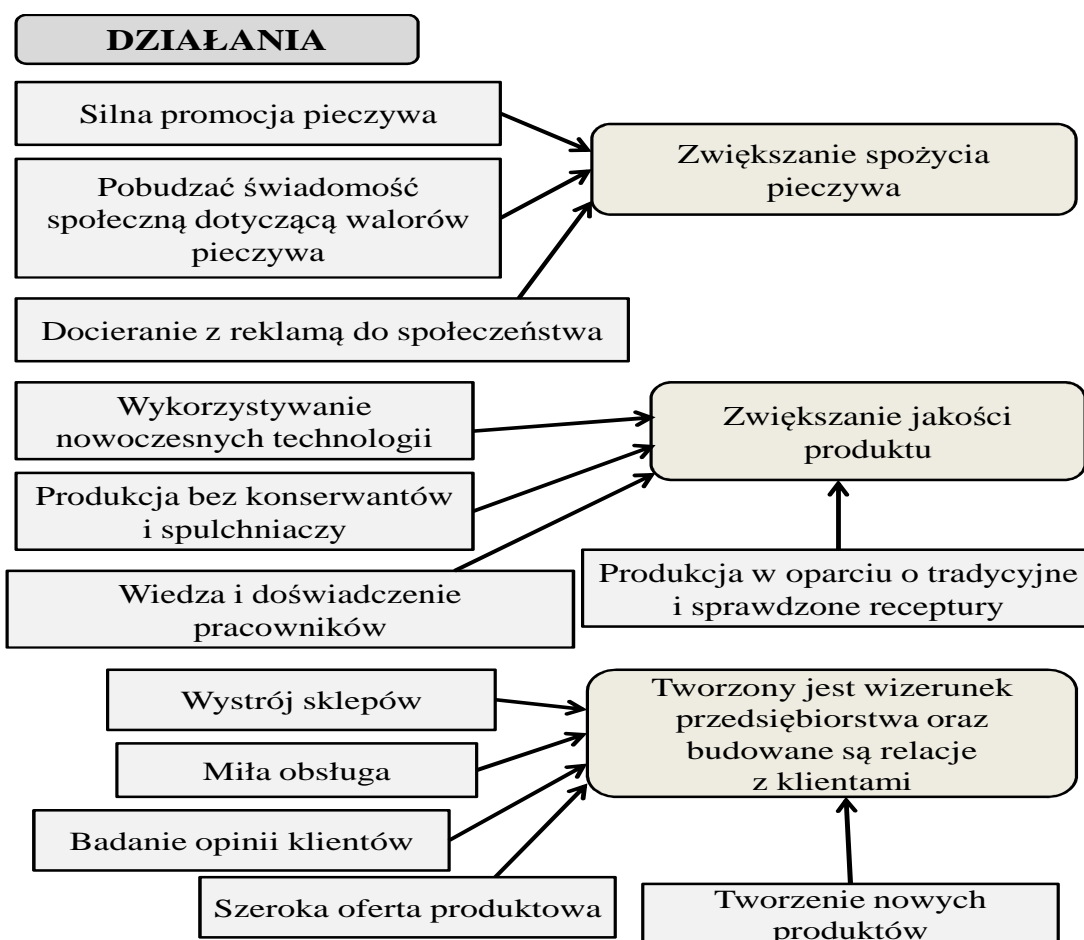 DZIAŁANIA
Silna promocja pieczywa
Pobudzać świadomość
społeczną dotyczącą walorów
pieczywa
Docieranie z reklamą do społeczeństwa
Zwiększanie spożycia
pieczywa
Wykorzystywanie
nowoczesnych technologii
Produkcja bez konserwantów
i spulchniaczy
Wiedza i doświadczenie
pracowników
Zwiększanie jakości
produktu
Produkcja w oparciu o tradycyjne
i sprawdzone receptury
Wystrój sklepów
Miła obsługa
Badanie opinii klientów
Szeroka oferta produktowa
Tworzony jest wizerunek
przedsiębiorstwa oraz
budowane są relacje
z klientami
Tworzenie nowych
produktów